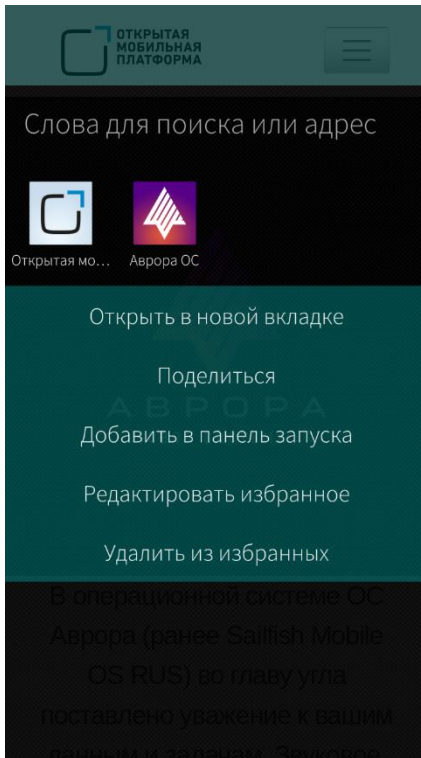 ОТКРЫТАЯ
МОБИЛЬНАЯ
ПЛАТФОРМА
Слова для поиска или адрес
Открытая мо... Аврора ОС
Открыть в новой вкладке
Поделиться
АВРОРА
Добавить в панель запуска
Редактировать избранное
Удалить из избранных
В операционной системе ОС
Аврора (ранее Sailfish Mobile
OS RUS) во главу угла
поставлено уважение к вашим
данным и задачам. Звуковое